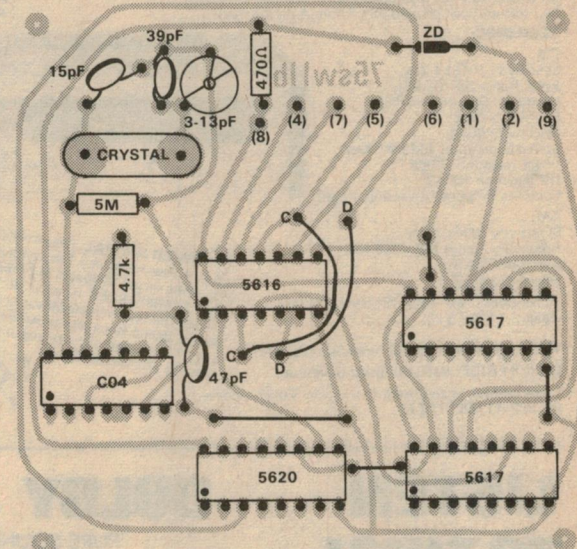 ZD
39pF
15pF
470Ω
3-13pF
(8) (4) (7) (5) (6) (1) (2) (9)
CRYSTAL
5M
C D
4.7k
5616
5617
C D
C04
47pF
5620
5617